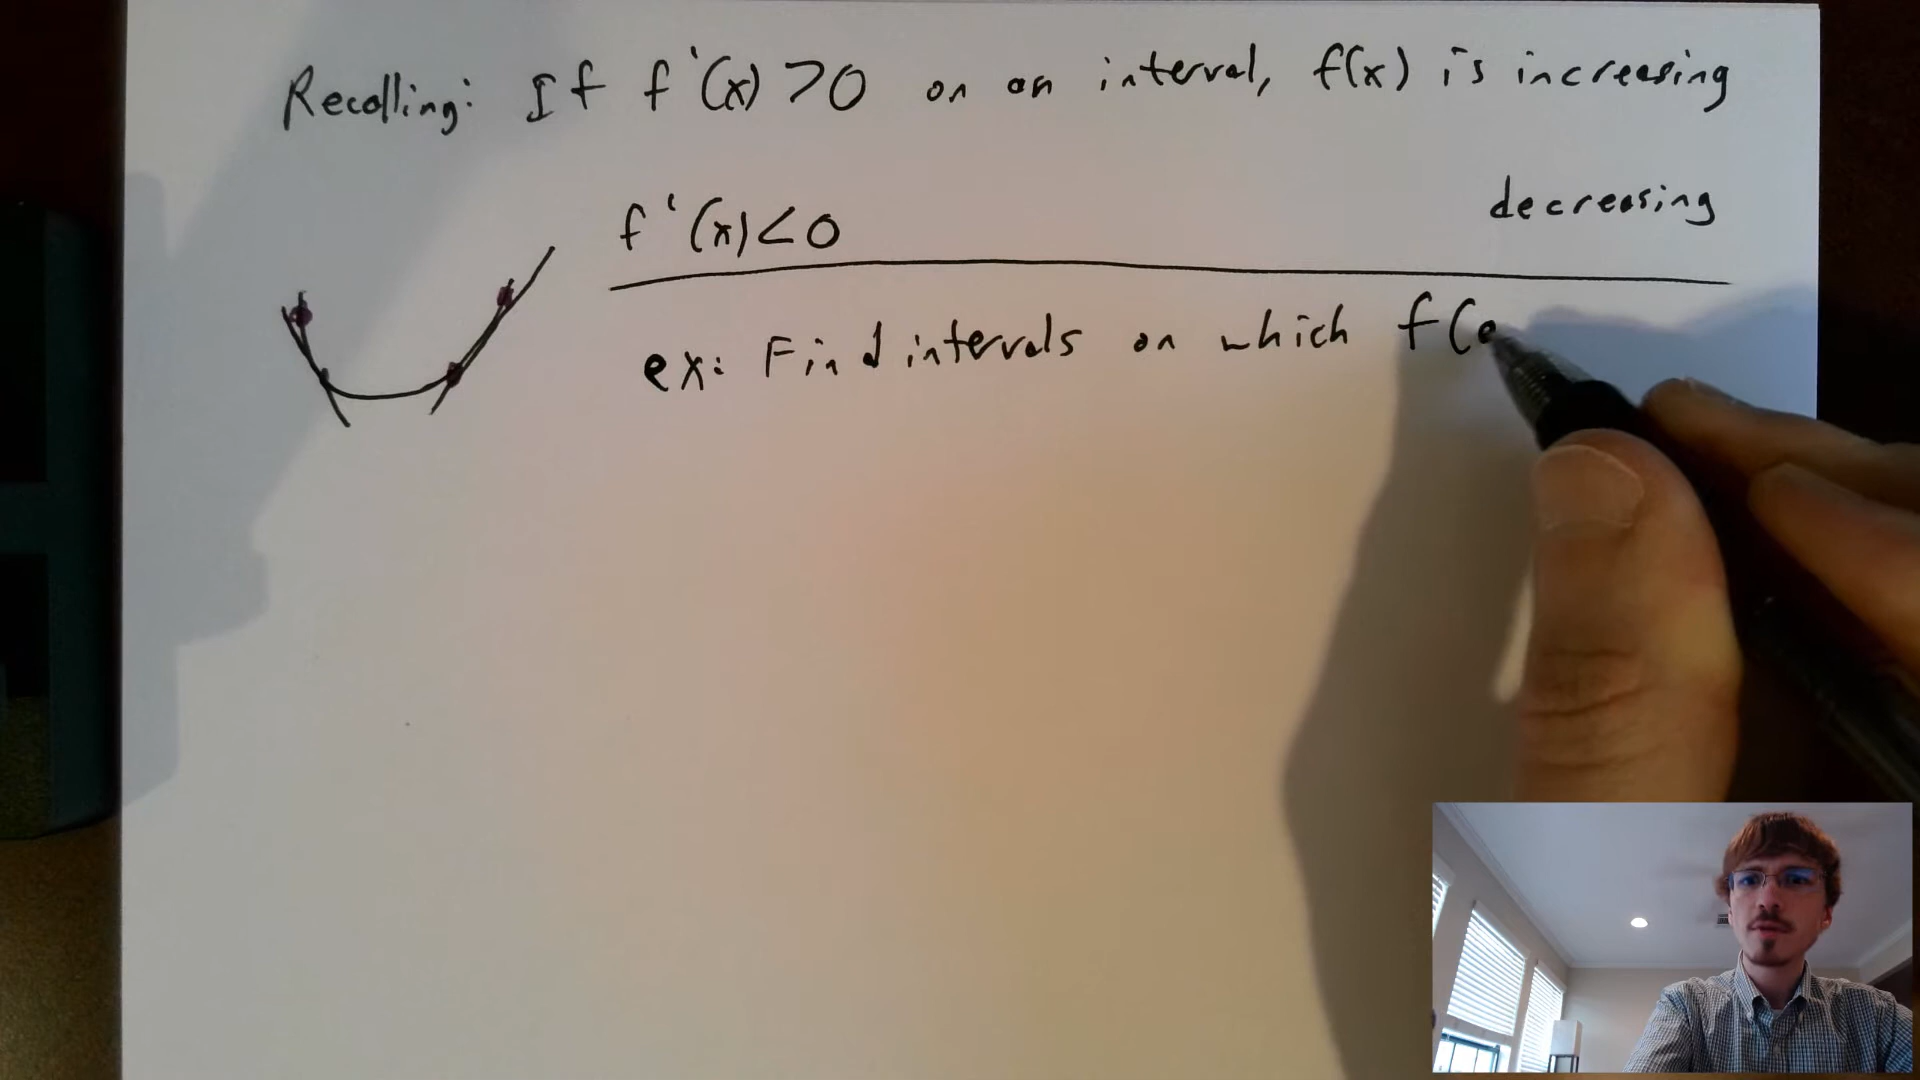 Recalling: If f'(x) >0 on an interval, f(x) is increasing
f'(x)<0 decreasing
ex: Find intervals on which f(